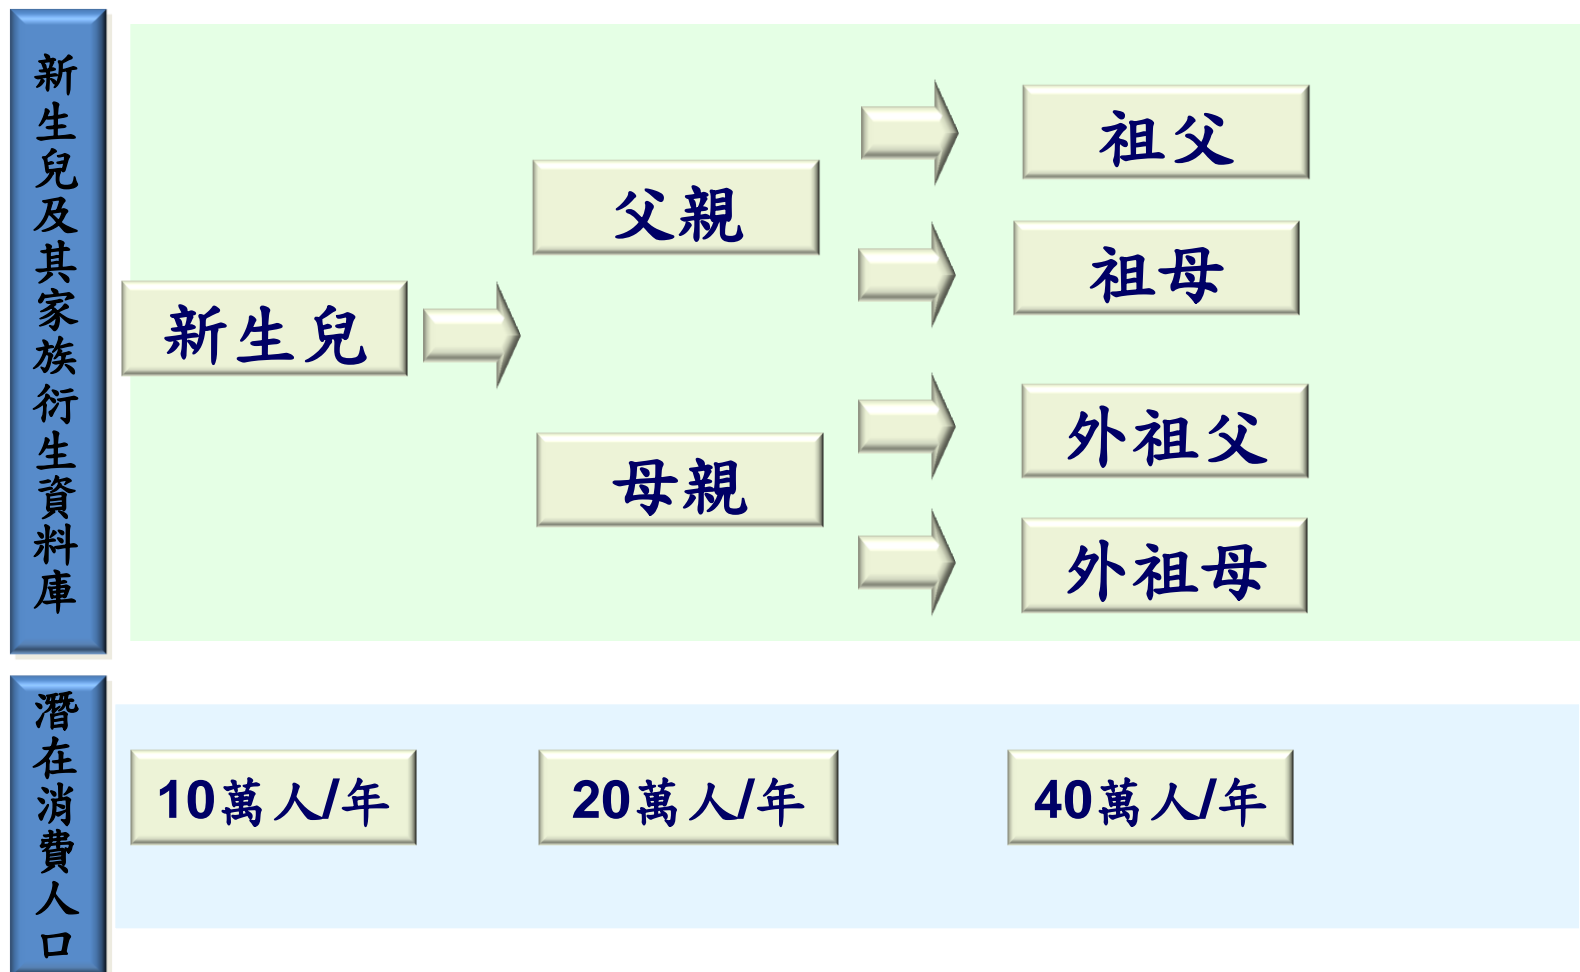 新生兒及其家族衍生資料庫
祖父
父親
祖母
新生兒
外祖父
母親
外祖母
潛在消費人口
10萬人/年
20萬人/年
40萬人/年